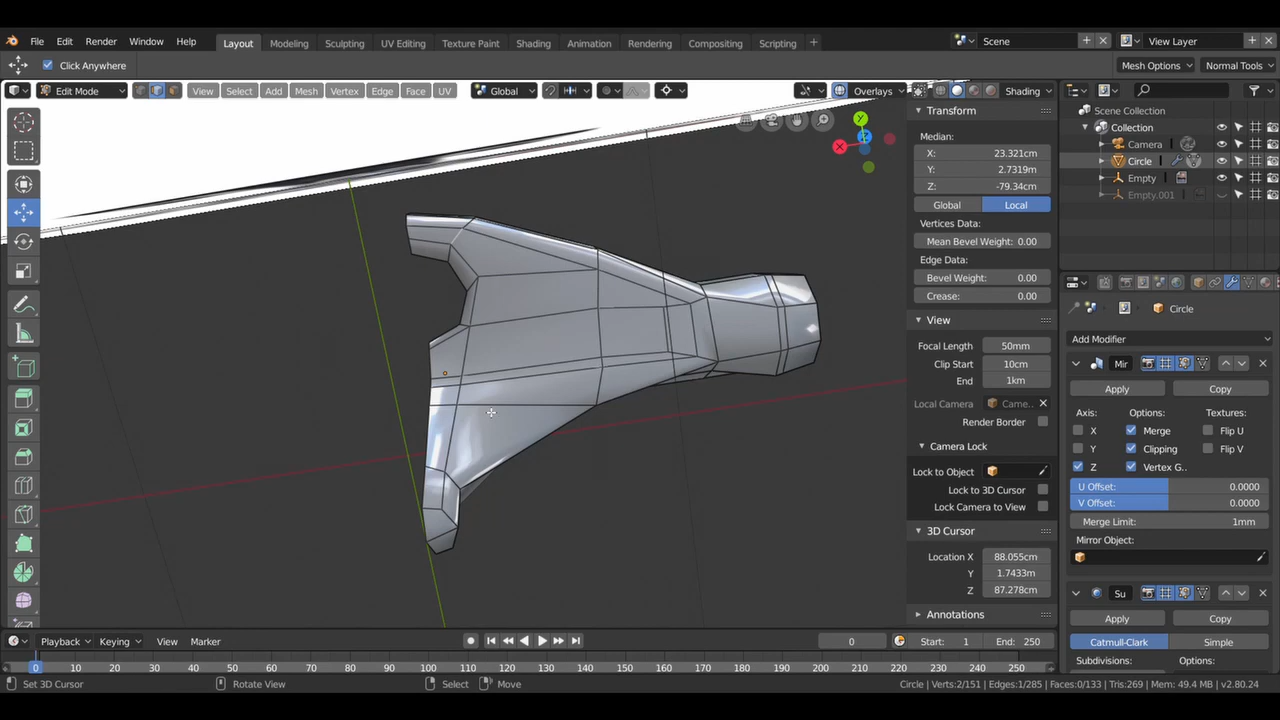 File Edit Render Window Help Layout Modeling Sculpting UV Editing Texture Paint Shading Animation Rendering Compositing Scripting + Scene View Layer
Click Anywhere Mesh Options Normal Tools
Edit Mode View Select Add Mesh Vertex Edge Face UV Global Overlays Shading
Transform
Median:
X: 23.321cm
Y: 2.7319m
Z: -79.34cm
Global Local
Vertices Data:
Mean Bevel Weight: 0.00
Edge Data:
Bevel Weight: 0.00
Crease: 0.00
View
Focal Length 50mm
Clip Start 10cm
End 1km
Local Camera Came...
Render Border
Camera Lock
Lock to Object
Lock to 3D Cursor
Lock Camera to View
3D Cursor
Location X 88.055cm
Y 1.7433m
Z 87.278cm
Annotations
Y
X
Z
Scene Collection
Collection
Camera
Circle
Empty
Empty.001
Circle
Add Modifier
Mir
Apply Copy
Axis: Options: Textures:
X Merge Flip U
Y Clipping Flip V
Z Vertex G..
U Offset: 0.0000
V Offset: 0.0000
Merge Limit: 1mm
Mirror Object:
Su
Apply Copy
Catmull-Clark Simple
Subdivisions: Options:
Playback Keying View Marker 0 Start: 1 End: 250
0 10 20 30 40 50 60 70 80 90 100 110 120 130 140 150 160 170 180 190 200 210 220 230 240 250
Set 3D Cursor Rotate View Select Move Circle | Verts:2/151 | Edges:1/285 | Faces:0/133 | Tris:269 | Mem: 49.4 MB | v2.80.24